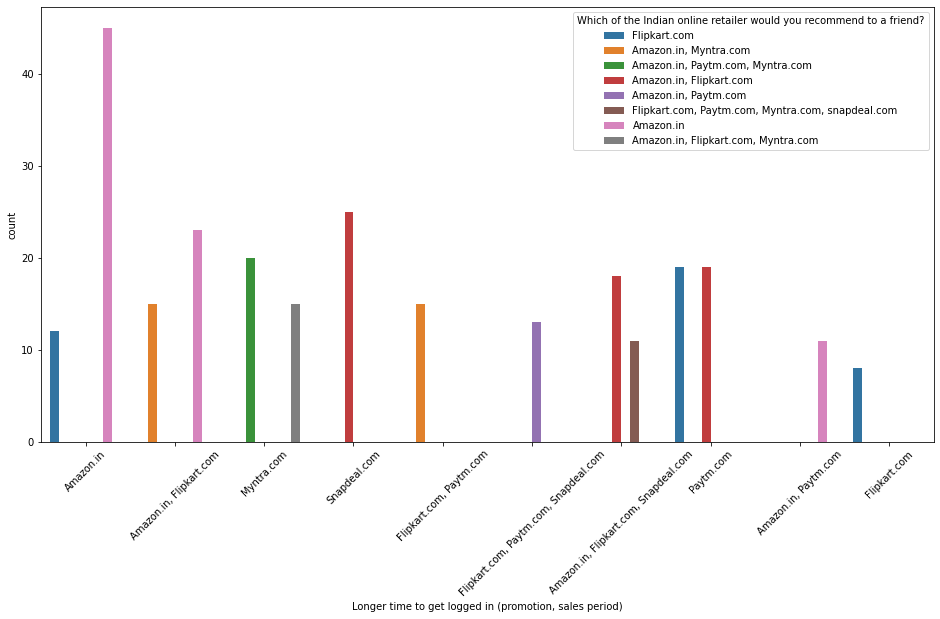 Which of the Indian online retailer would you recommend to a friend?
Flipkart.com
Amazon.in, Myntra.com
Amazon.in, Paytm.com, Myntra.com
Amazon.in, Flipkart.com
Amazon.in, Paytm.com
Flipkart.com, Paytm.com, Myntra.com, snapdeal.com
Amazon.in
Amazon.in, Flipkart.com, Myntra.com
count
40
30
20
10
0
Amazon.in
Amazon.in, Flipkart.com
Myntra.com
Snapdeal.com
Flipkart.com, Paytm.com
Flipkart.com, Paytm.com, Snapdeal.com
Amazon.in, Flipkart.com, Snapdeal.com
Paytm.com
Amazon.in, Paytm.com
Flipkart.com
Longer time to get logged in (promotion, sales period)